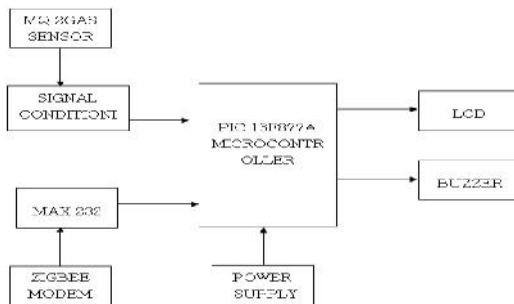 MQ 2GAS
SENSOR
SIGNAL
CONDITIONI
PIC 16F877A
MICROCONTR
OLLER
LCD
BUZZER
MAX 232
ZIGBEE
MODEM
POWER
SUPPLY